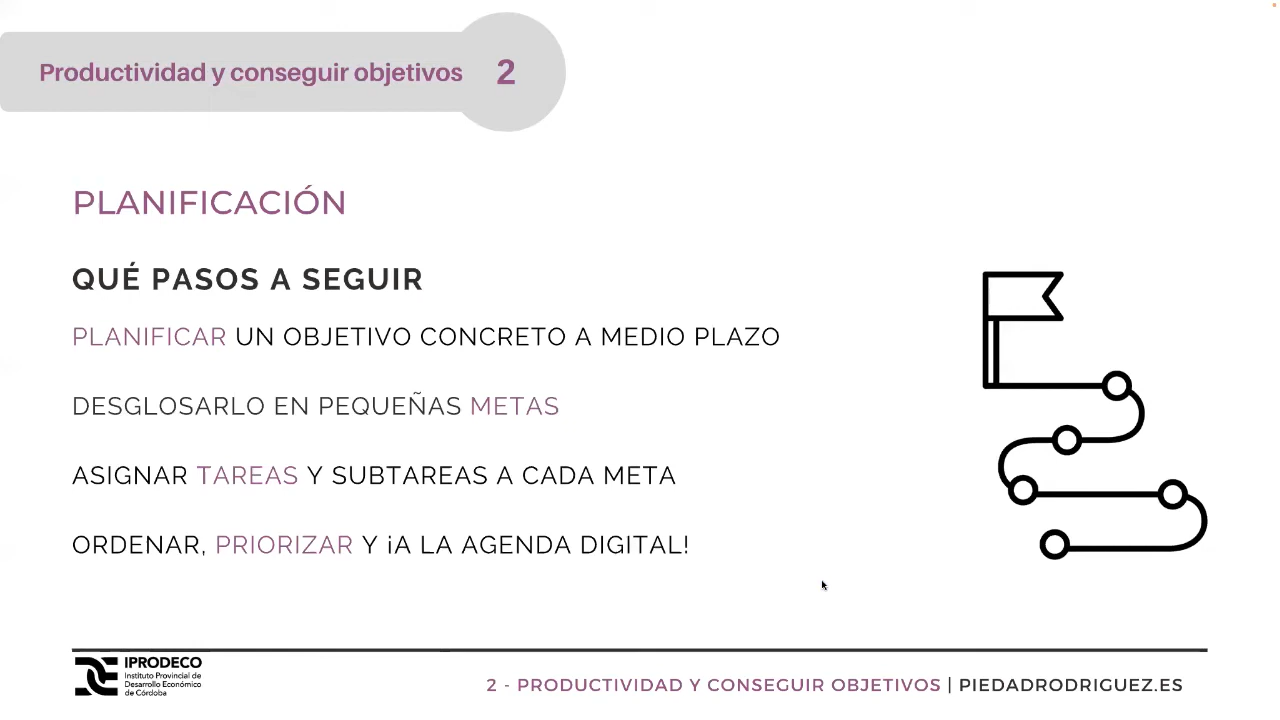 Productividad y conseguir objetivos 2
PLANIFICACIÓN
QUÉ PASOS A SEGUIR
PLANIFICAR UN OBJETIVO CONCRETO A MEDIO PLAZO
DESGLOSARLO EN PEQUEÑAS METAS
ASIGNAR TAREAS Y SUBTAREAS A CADA META
ORDENAR, PRIORIZAR Y ¡A LA AGENDA DIGITAL!
IPRODECO
Instituto Provincial de
Desarrollo Económico
de Córdoba
2 - PRODUCTIVIDAD Y CONSEGUIR OBJETIVOS | PIEDADRODRIGUEZ.ES